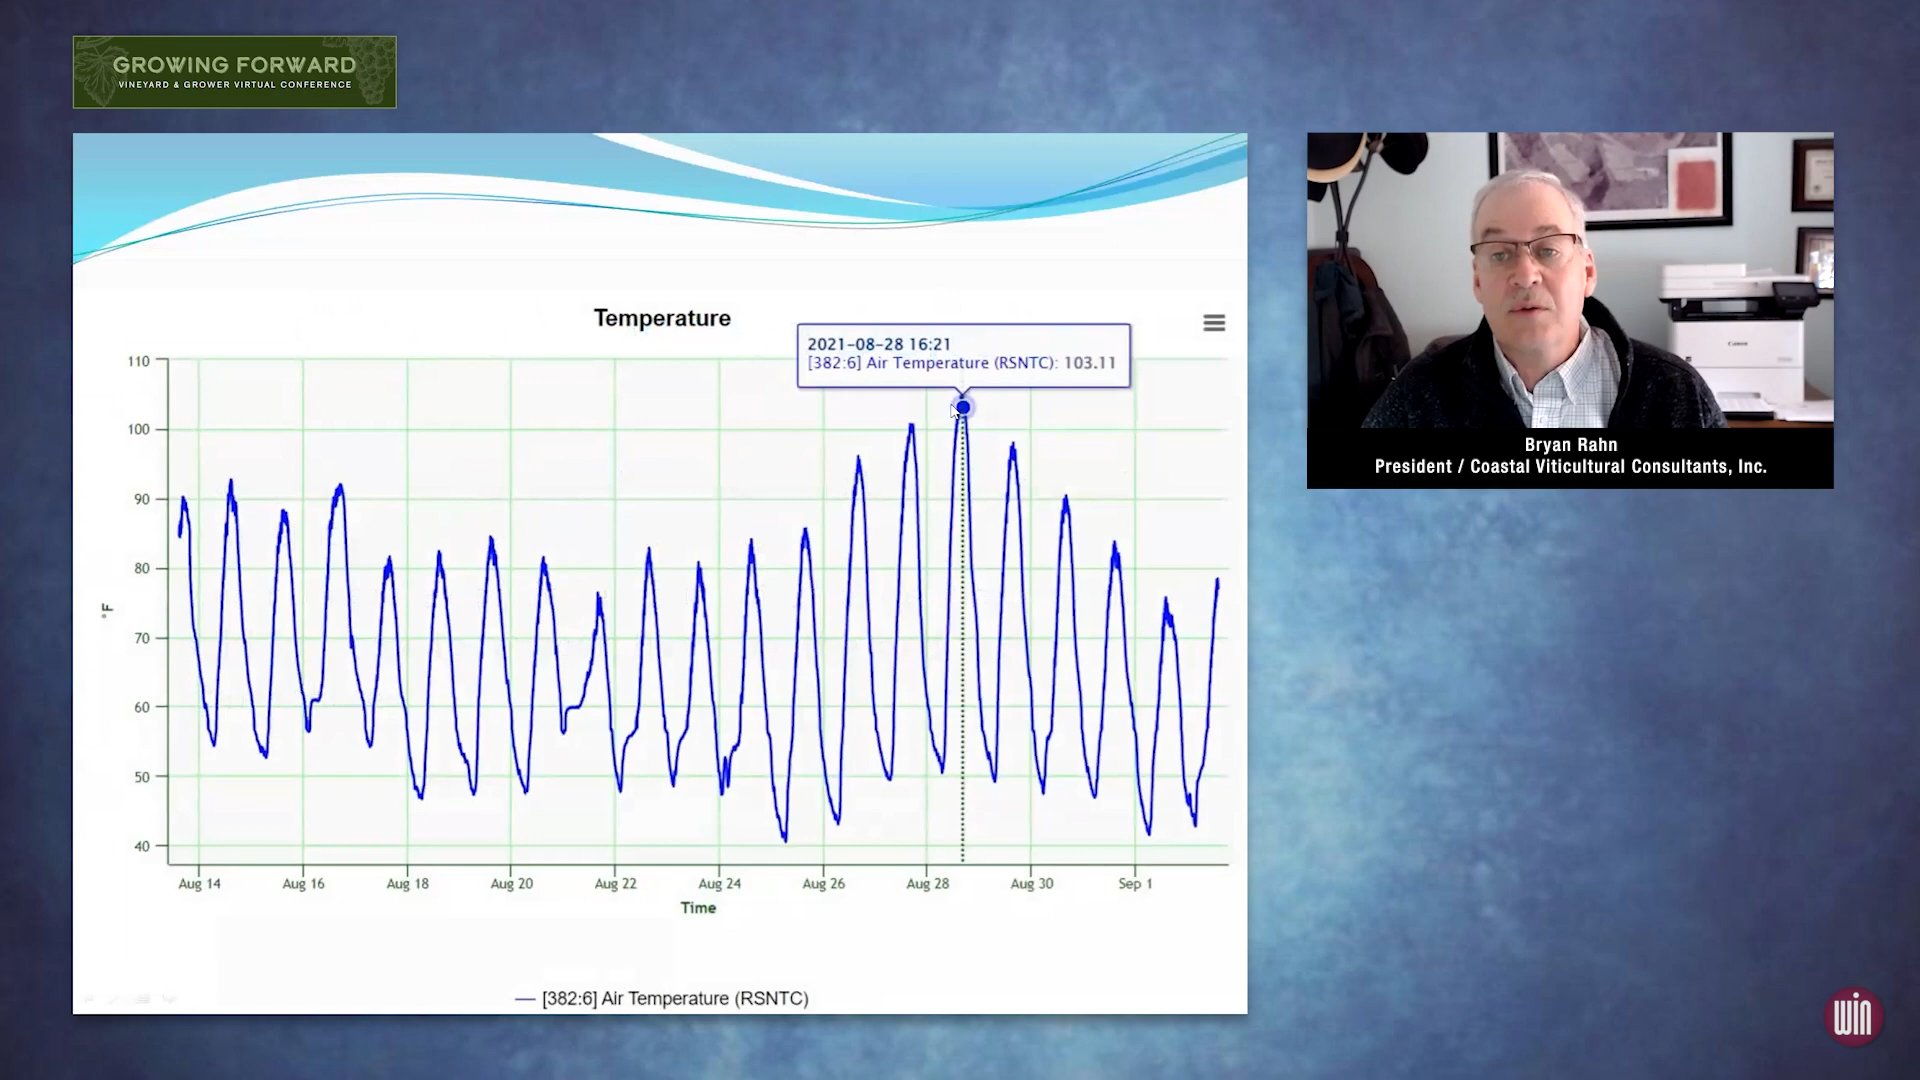 GROWING FORWARD
VINEYARD & GROWER VIRTUAL CONFERENCE
Temperature
2021-08-28 16:21
[382:6] Air Temperature (RSNTC): 103.11
110
100
90
80
70
60
50
40
°F
Aug 14 Aug 16 Aug 18 Aug 20 Aug 22 Aug 24 Aug 26 Aug 28 Aug 30 Sep 1
Time
[382:6] Air Temperature (RSNTC)
Canon
Bryan Rahn
President / Coastal Viticultural Consultants, Inc.
win